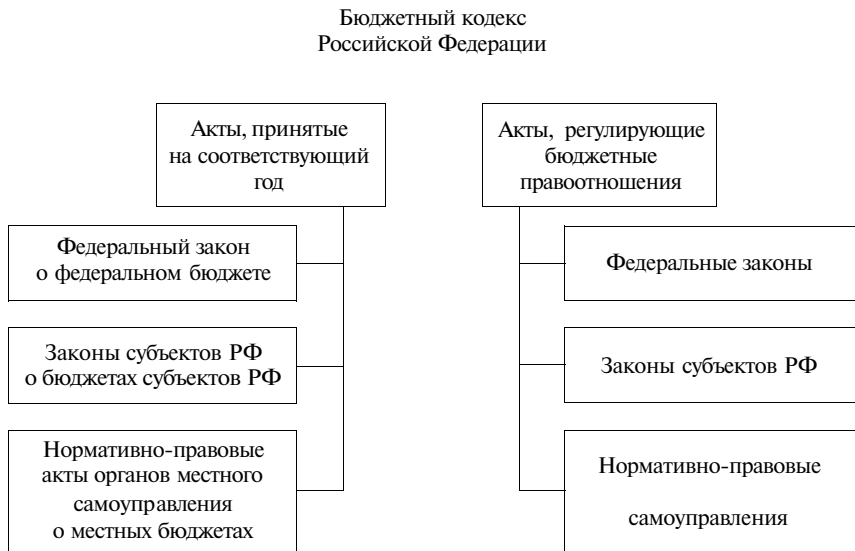 Бюджетный кодекс
Российской Федерации
Акты, принятые
на соответствующий
год
Акты, регулирующие
бюджетные
правоотношения
Федеральный закон
о федеральном бюджете
Федеральные законы
Законы субъектов РФ
о бюджетах субъектов РФ
Законы субъектов РФ
Нормативно-правовые
акты органов местного
самоуправления
о местных бюджетах
Нормативно-правовые
самоуправления